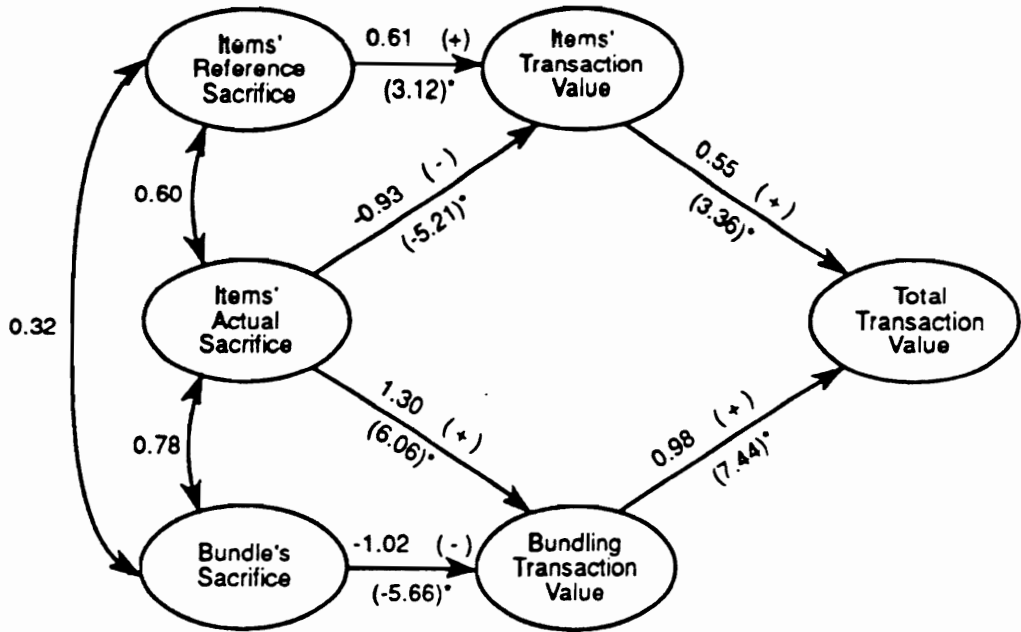 Items'
Reference
Sacrifice
0.61 (+)
(3.12)*
Items'
Transaction
Value
0.60
-0.93 (-)
(-5.21)*
0.55 (+)
(3.36)*
0.32
Items'
Actual
Sacrifice
Total
Transaction
Value
0.78
1.30 (+)
(6.06)*
0.98 (+)
(7.44)*
Bundle's
Sacrifice
-1.02 (-)
(-5.66)*
Bundling
Transaction
Value